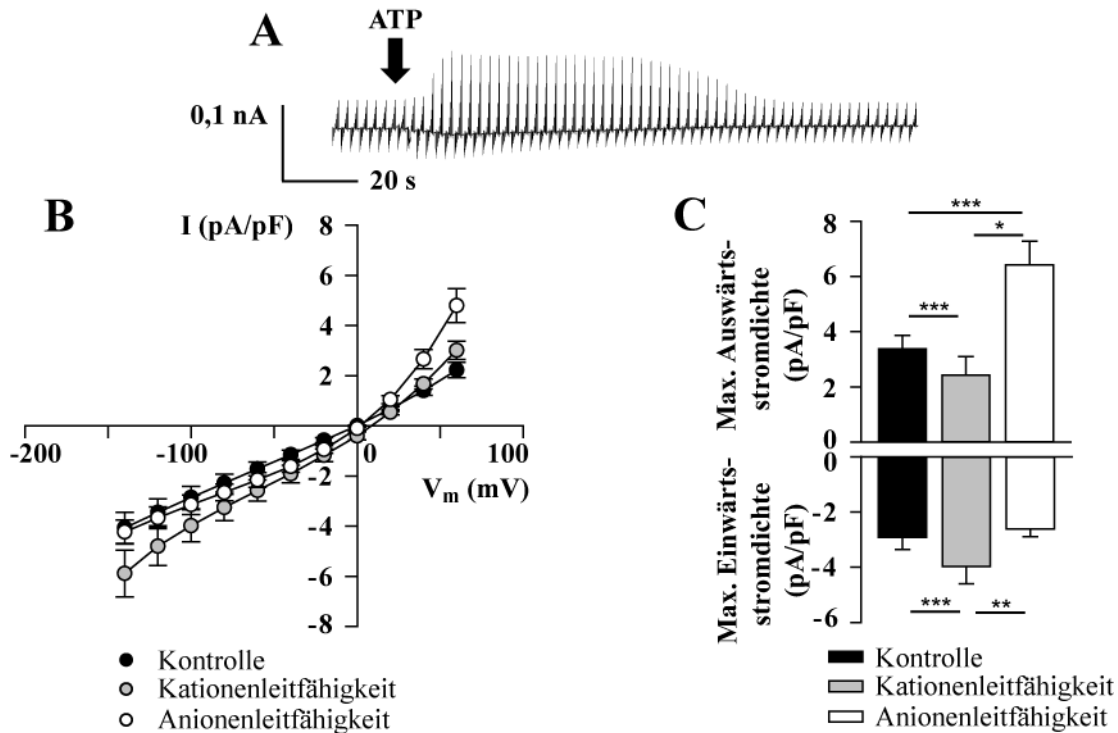 A
ATP
0,1 nA
20 s
B
I (pA/pF)
8
6
4
2
-200
-100
0
100
V_m (mV)
-2
-4
-6
-8
Kontrolle
Kationenleitfähigkeit
Anionenleitfähigkeit
C
Max. Auswärts-
stromdichte
(pA/pF)
8
6
4
2
0
***
*
***
Max. Einwärts-
stromdichte
(pA/pF)
0
-2
-4
-6
***
**
Kontrolle
Kationenleitfähigkeit
Anionenleitfähigkeit